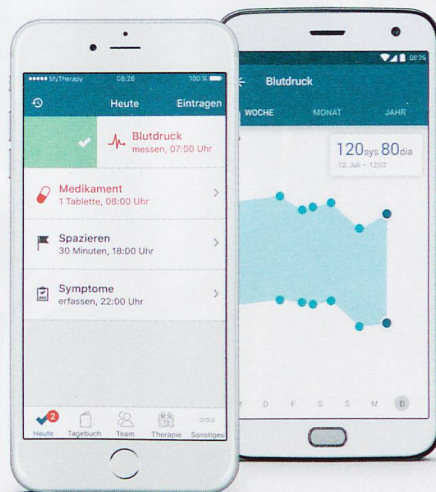 MyTherapy 08:26 100 %
Heute Eintragen
Blutdruck
messen, 07:00 Uhr
Medikament
1 Tablette, 08:00 Uhr
Spazieren
30 Minuten, 18:00 Uhr
Symptome
erfassen, 22:00 Uhr
2
Heute Tagebuch Team Therapie Sonstiges
08:26
Blutdruck
WOCHE MONAT JAHR
120sys 80dia
12. Juli – 12:02
D F S S M D